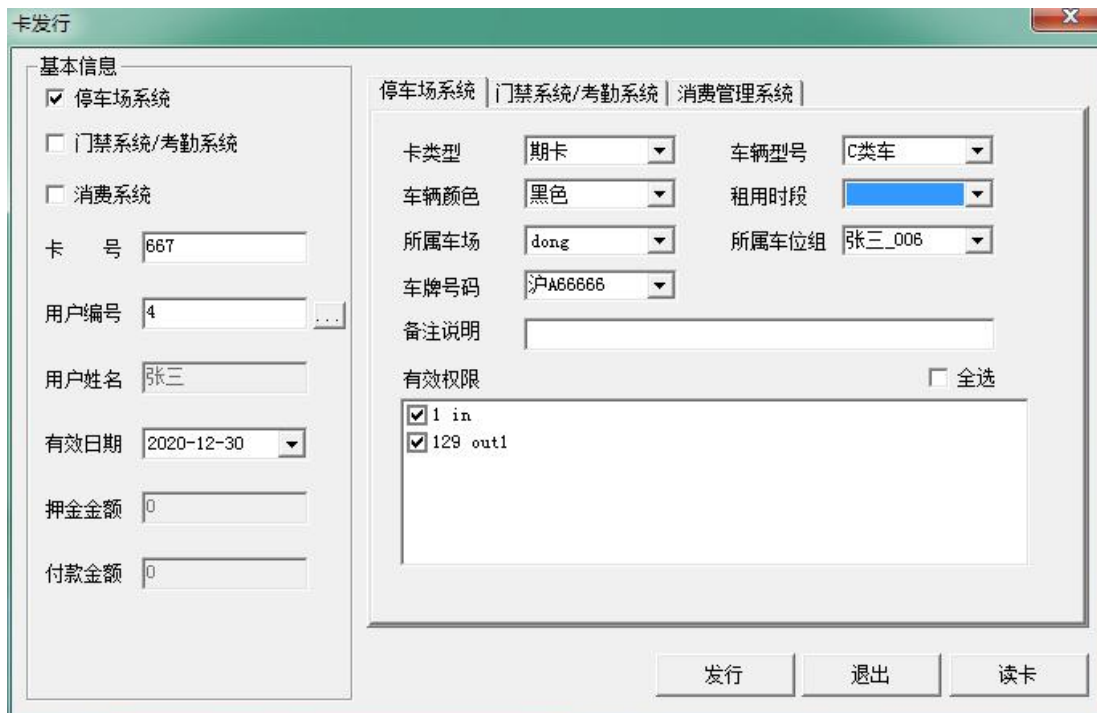 卡发行
基本信息
停车场系统
门禁系统/考勤系统
消费系统
卡 号 667
用户编号 4 ...
用户姓名 张三
有效日期 2020-12-30
押金金额 0
付款金额 0
停车场系统 门禁系统/考勤系统 消费管理系统
卡类型 期卡 车辆型号 C类车
车辆颜色 黑色 租用时段
所属车场 dong 所属车位组 张三_006
车牌号码 沪A66666
备注说明
有效权限 全选
1 in
129 out1
发行 退出 读卡